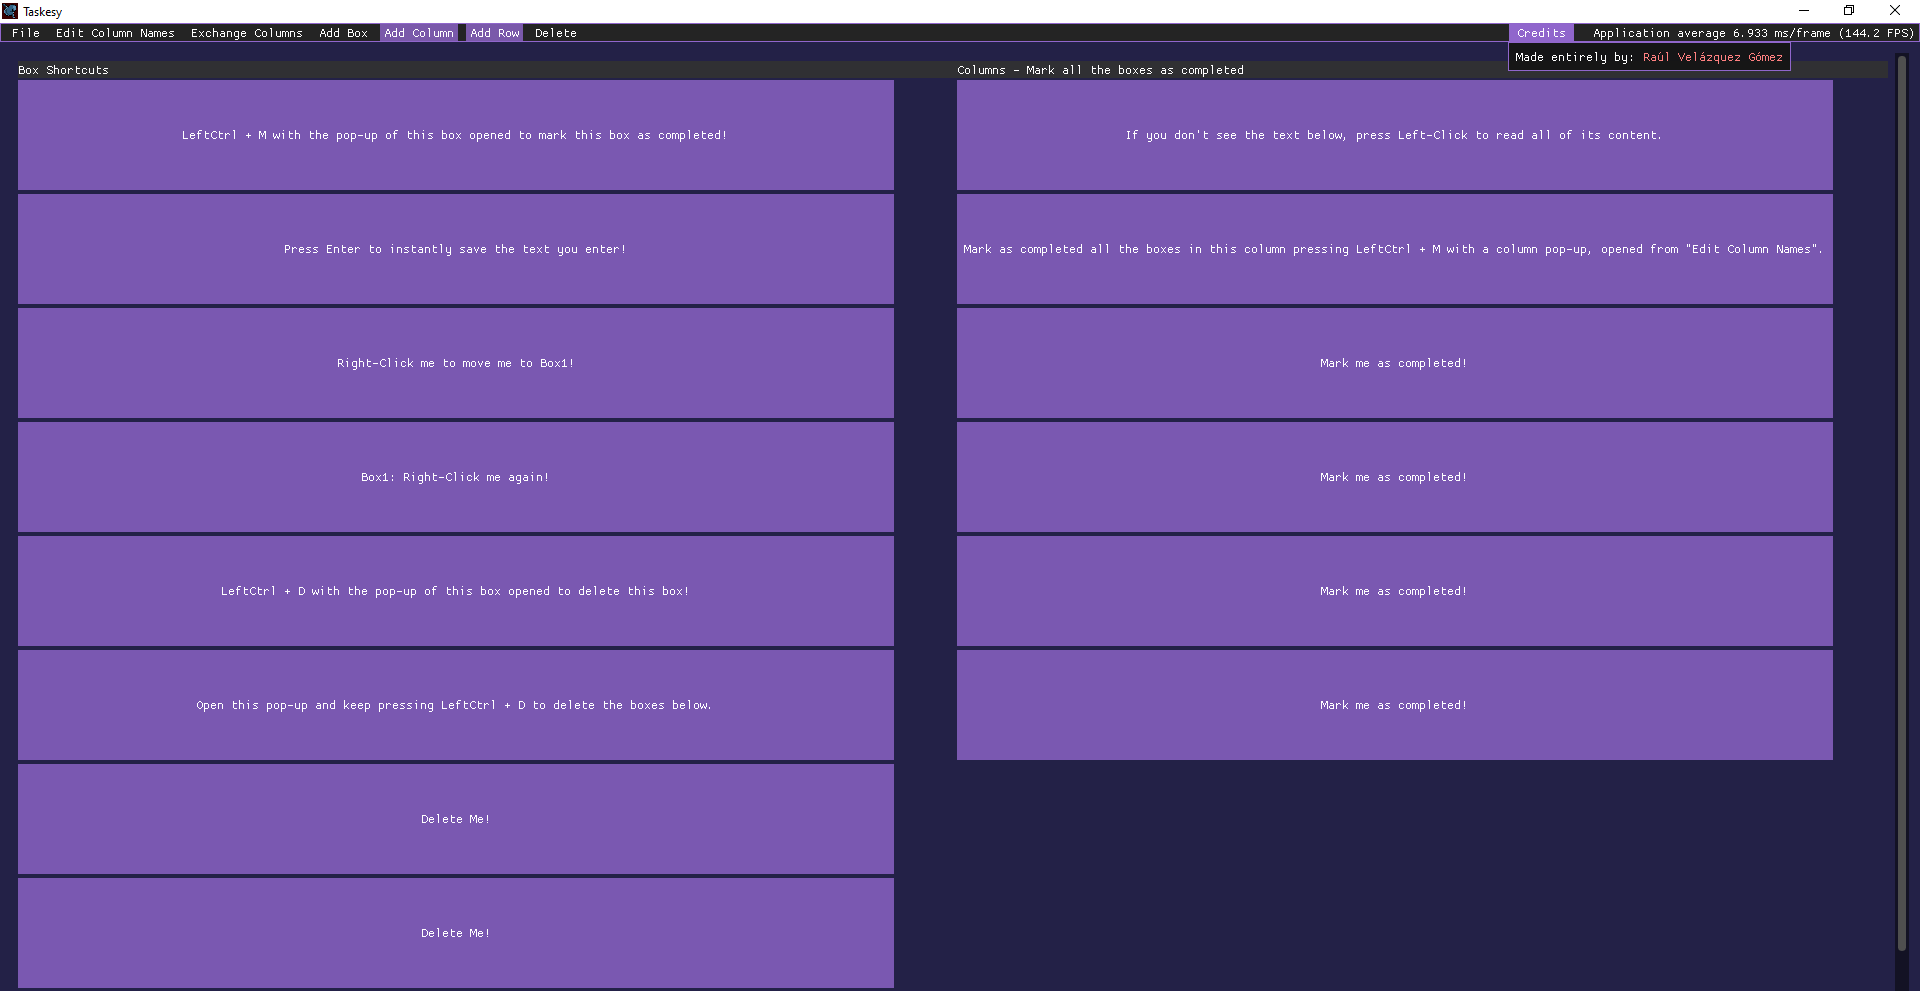 Taskesy
File Edit Column Names Exchange Columns Add Box Add Column Add Row Delete Credits Application average 6.933 ms/frame (144.2 FPS)
Made entirely by: Raúl Velázquez Gómez
Box Shortcuts
LeftCtrl + M with the pop-up of this box opened to mark this box as completed!
Press Enter to instantly save the text you enter!
Right-Click me to move me to Box1!
Box1: Right-Click me again!
LeftCtrl + D with the pop-up of this box opened to delete this box!
Open this pop-up and keep pressing LeftCtrl + D to delete the boxes below.
Delete Me!
Delete Me!
Columns - Mark all the boxes as completed
If you don't see the text below, press Left-Click to read all of its content.
Mark as completed all the boxes in this column pressing LeftCtrl + M with a column pop-up, opened from "Edit Column Names".
Mark me as completed!
Mark me as completed!
Mark me as completed!
Mark me as completed!